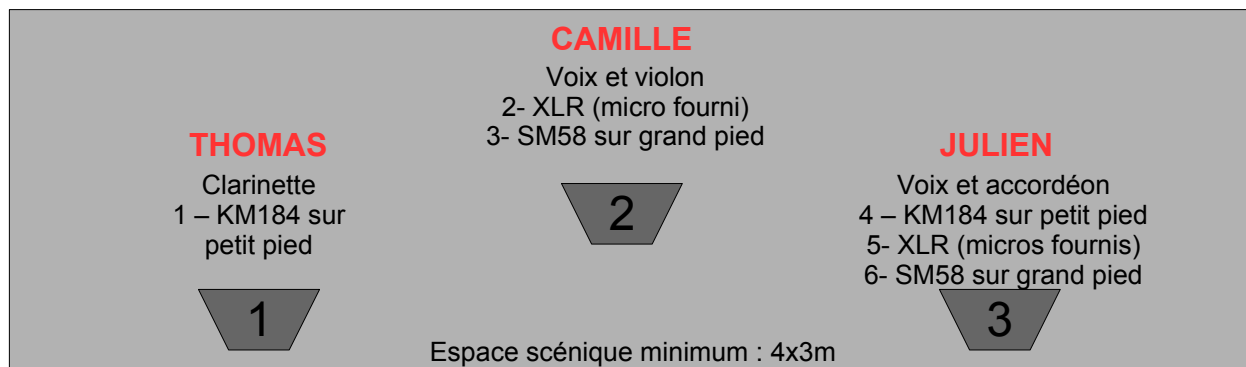 CAMILLE
Voix et violon
2- XLR (micro fourni)
3- SM58 sur grand pied
THOMAS
Clarinette
1 – KM184 sur
petit pied
JULIEN
Voix et accordéon
4 – KM184 sur petit pied
5- XLR (micros fournis)
6- SM58 sur grand pied
2
1
3
Espace scénique minimum : 4x3m